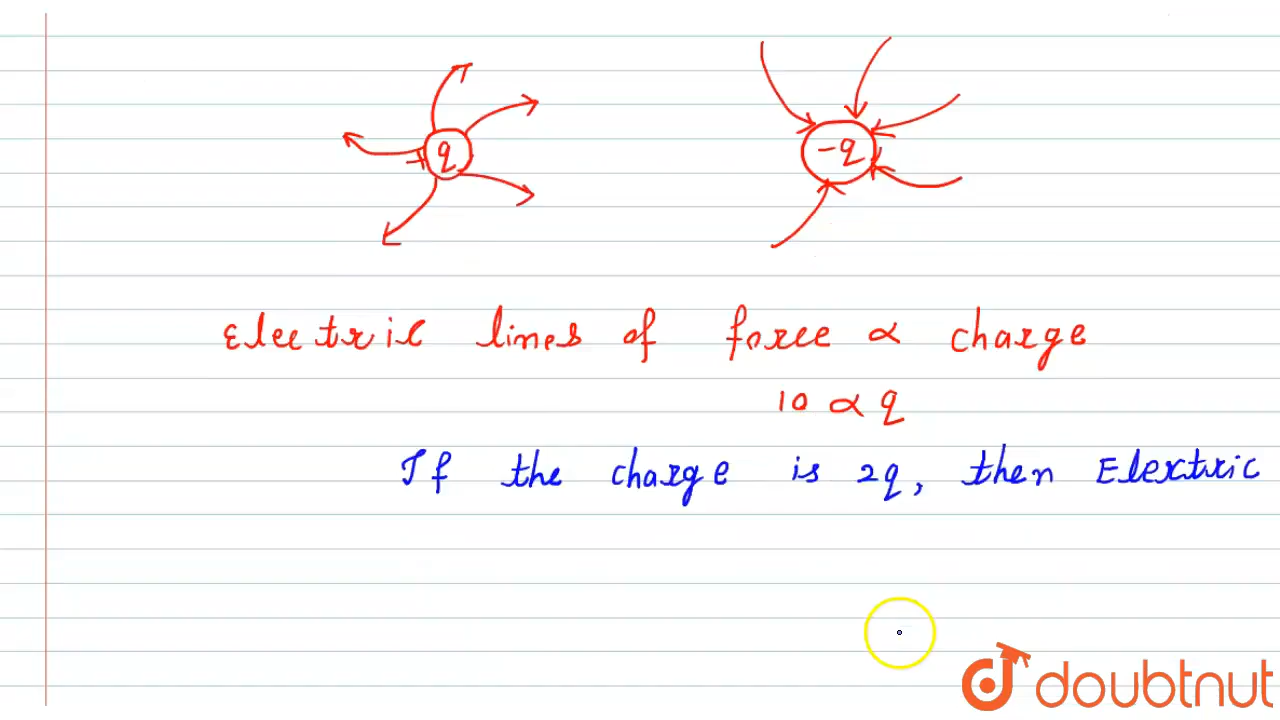 +q
-q
Electric lines of force ∝ charge
10 ∝ q
If the charge is 2q, then Electric
doubtnut